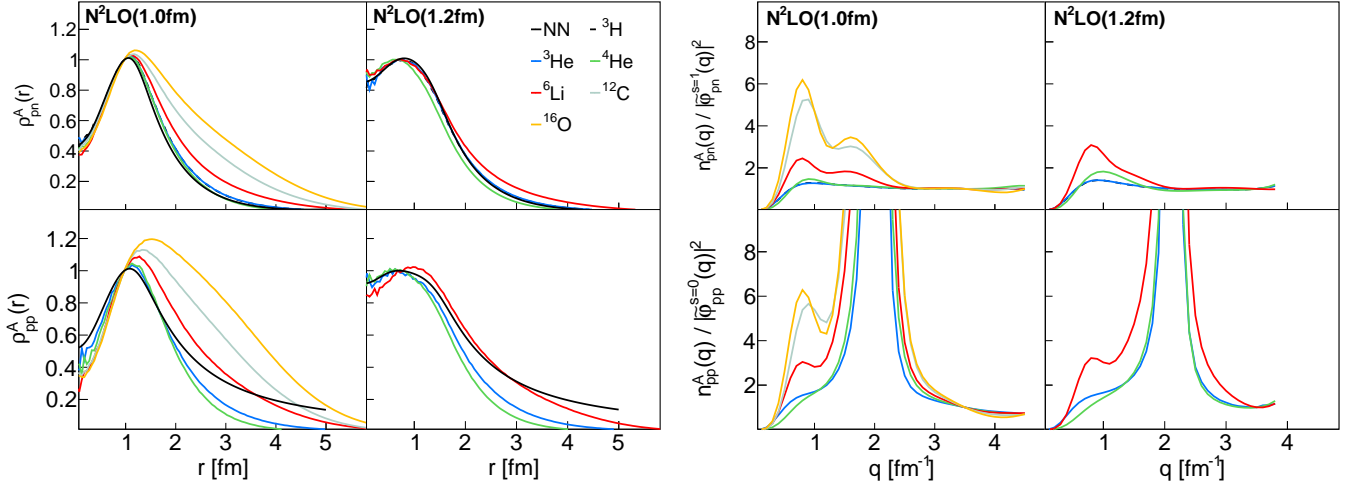 N²LO(1.0fm)
N²LO(1.2fm)
1.2
1
0.8
0.6
0.4
0.2
ρ^A_pn(r)
NN
³H
³He
⁴He
⁶Li
¹²C
¹⁶O
1.2
1
0.8
0.6
0.4
0.2
ρ^A_pp(r)
1 2 3 4 5
1 2 3 4 5
r [fm]
r [fm]
N²LO(1.0fm)
N²LO(1.2fm)
8
6
4
2
n^A_pn(q) / |φ̃^s=1_pn(q)|²
8
6
4
2
n^A_pp(q) / |φ̃^s=0_pp(q)|²
1 2 3 4
1 2 3 4
q [fm⁻¹]
q [fm⁻¹]